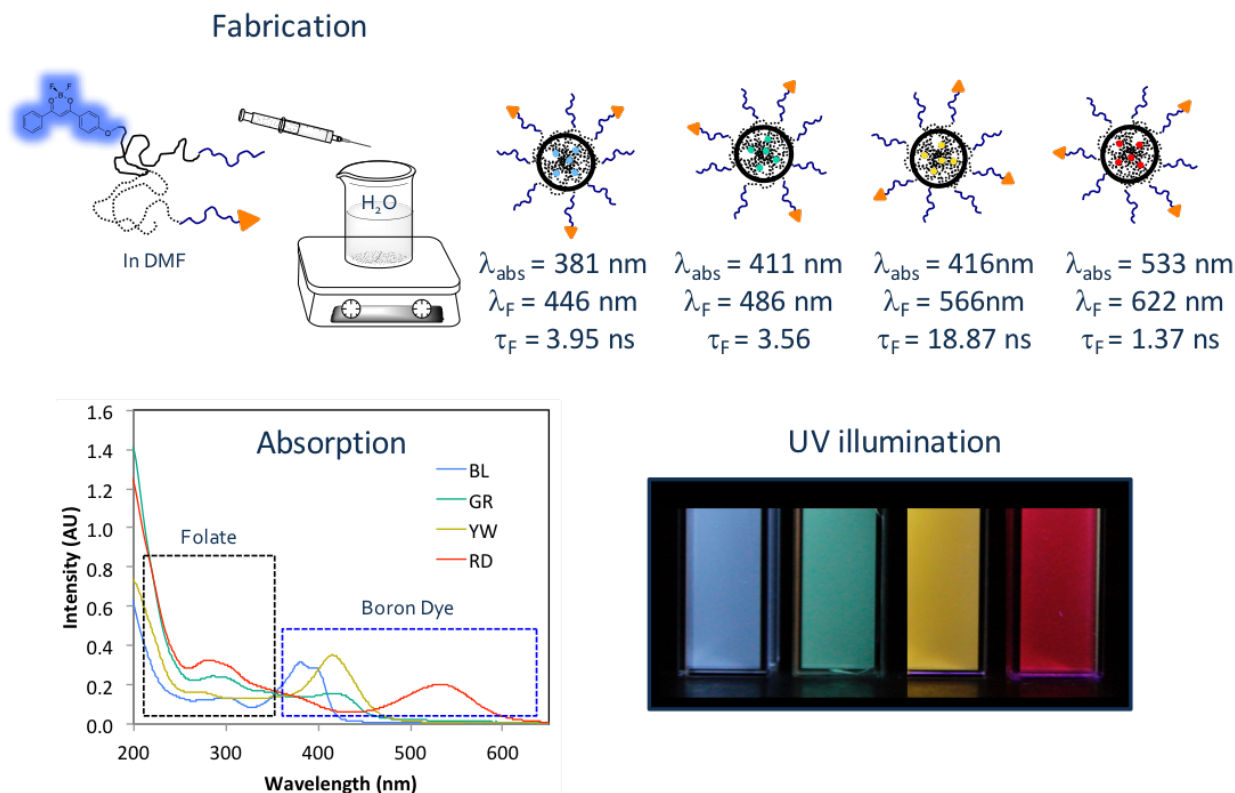 Fabrication
F
F
B
O
O
O
In DMF
H₂O
λabs = 381 nm
λF = 446 nm
τF = 3.95 ns
λabs = 411 nm
λF = 486 nm
τF = 3.56
λabs = 416nm
λF = 566nm
τF = 18.87 ns
λabs = 533 nm
λF = 622 nm
τF = 1.37 ns
Absorption
Intensity (AU)
1.6
1.4
1.2
1.0
0.8
0.6
0.4
0.2
0.0
BL
GR
YW
RD
Folate
Boron Dye
200
300
400
500
600
Wavelength (nm)
UV illumination